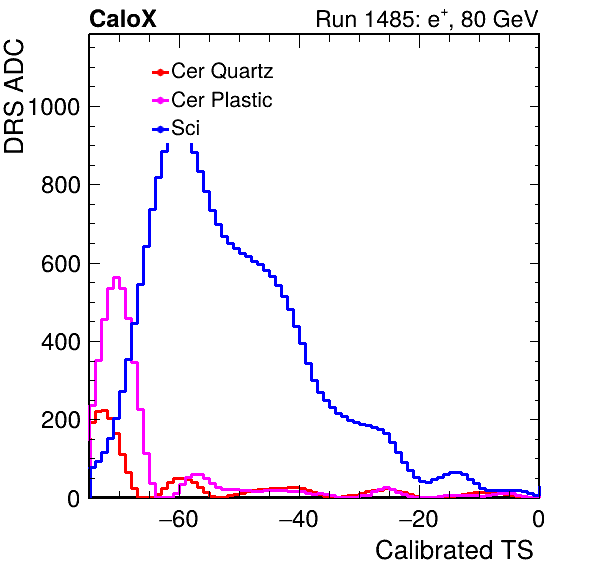 CaloX Run 1485: e⁺, 80 GeV
DRS ADC
Cer Quartz
Cer Plastic
Sci
1000
800
600
400
200
0
−60 −40 −20 0
Calibrated TS